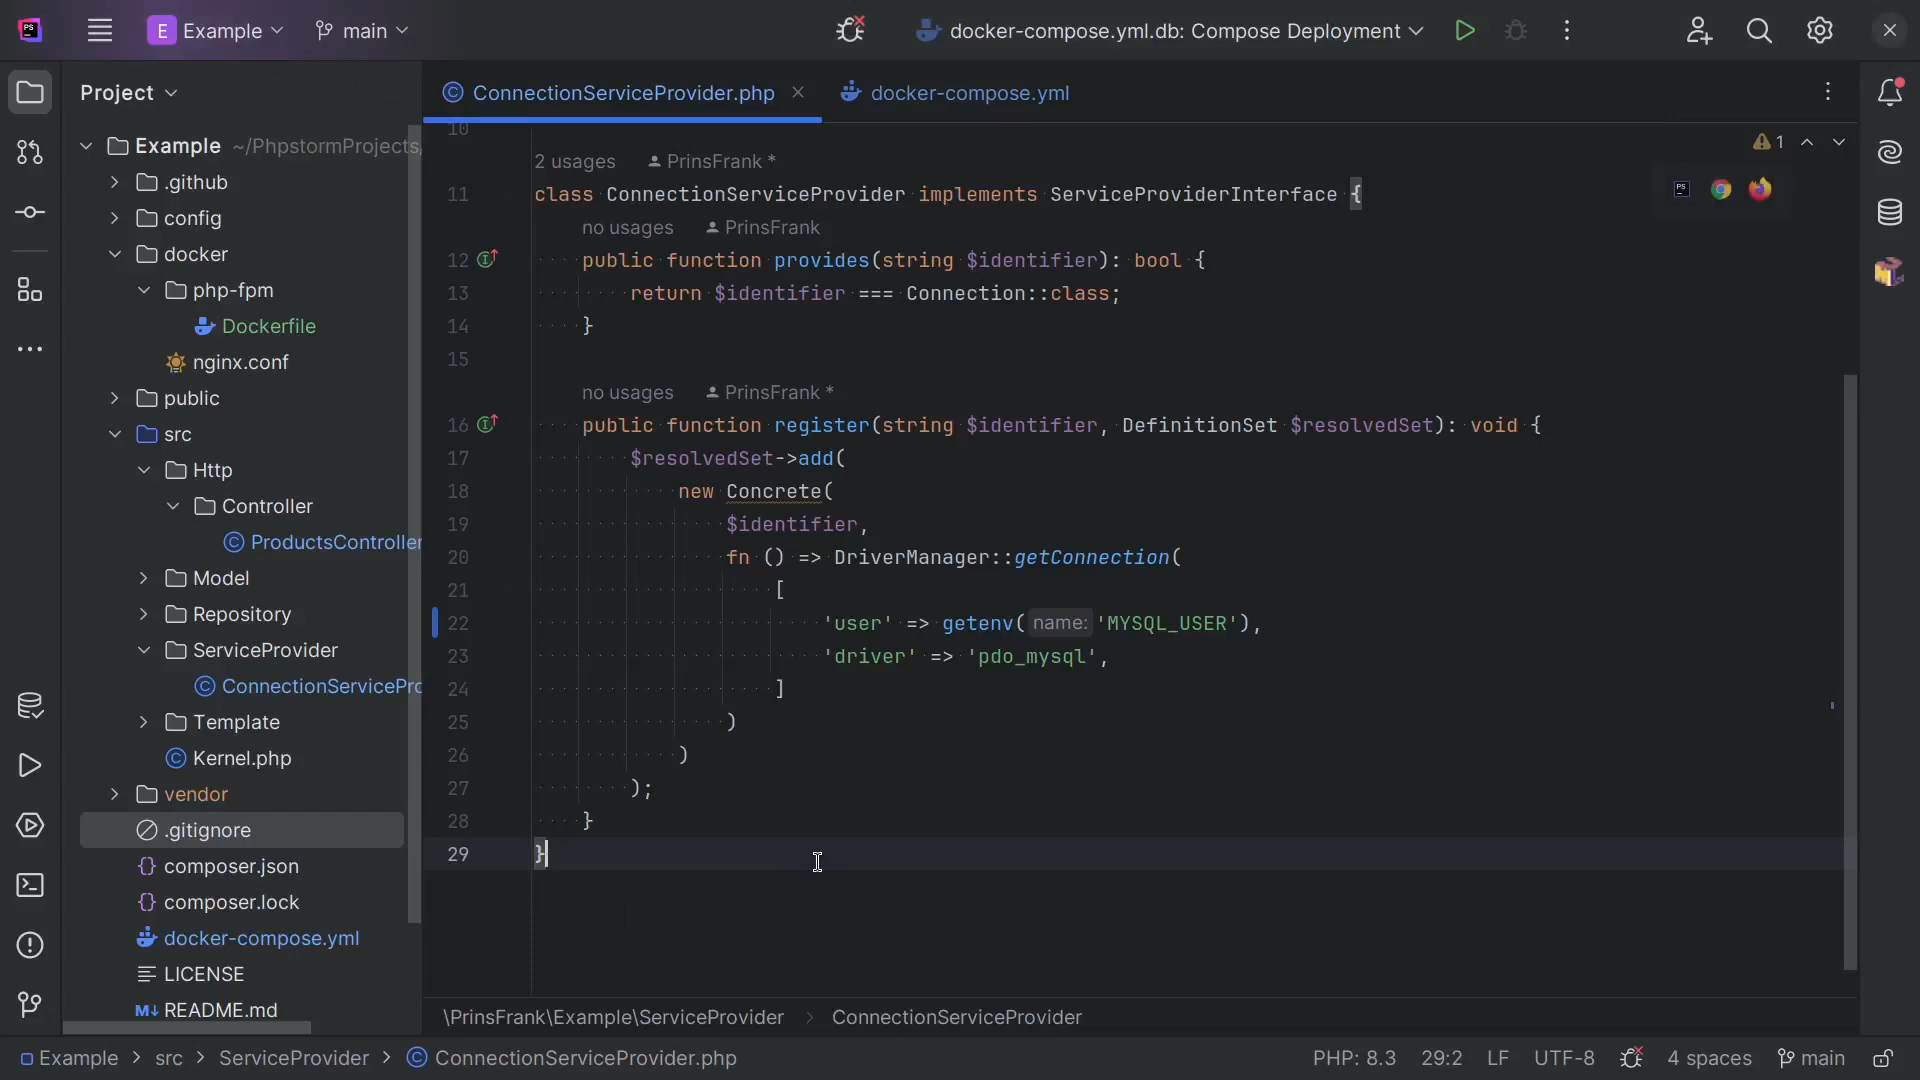 PS
E Example
main
docker-compose.yml.db: Compose Deployment
Project
Example ~/PhpstormProjects
.github
config
docker
php-fpm
Dockerfile
nginx.conf
public
src
Http
Controller
ProductsController
Model
Repository
ServiceProvider
ConnectionServicePro
Template
Kernel.php
vendor
.gitignore
composer.json
composer.lock
docker-compose.yml
LICENSE
M↓ README.md
ConnectionServiceProvider.php
docker-compose.yml
1
10
2 usages PrinsFrank *
11 class ConnectionServiceProvider implements ServiceProviderInterface {
no usages PrinsFrank
12 public function provides(string $identifier): bool {
13 return $identifier === Connection::class;
14 }
15
no usages PrinsFrank *
16 public function register(string $identifier, DefinitionSet $resolvedSet): void {
17 $resolvedSet->add(
18 new Concrete(
19 $identifier,
20 fn () => DriverManager::getConnection(
21 [
22 'user' => getenv( name: 'MYSQL_USER'),
23 'driver' => 'pdo_mysql',
24 ]
25 )
26 )
27 );
28 }
29 }
\PrinsFrank\Example\ServiceProvider > ConnectionServiceProvider
Example > src > ServiceProvider > ConnectionServiceProvider.php
PHP: 8.3 29:2 LF UTF-8 4 spaces main